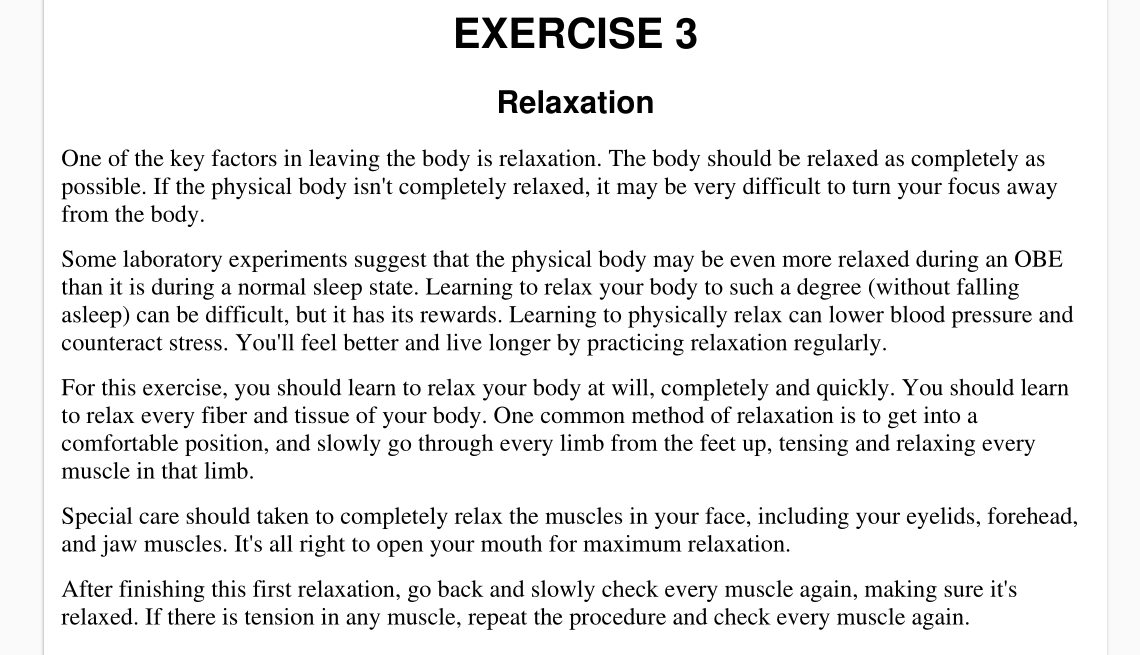 EXERCISE 3
Relaxation
One of the key factors in leaving the body is relaxation. The body should be relaxed as completely as
possible. If the physical body isn't completely relaxed, it may be very difficult to turn your focus away
from the body.
Some laboratory experiments suggest that the physical body may be even more relaxed during an OBE
than it is during a normal sleep state. Learning to relax your body to such a degree (without falling
asleep) can be difficult, but it has its rewards. Learning to physically relax can lower blood pressure and
counteract stress. You'll feel better and live longer by practicing relaxation regularly.
For this exercise, you should learn to relax your body at will, completely and quickly. You should learn
to relax every fiber and tissue of your body. One common method of relaxation is to get into a
comfortable position, and slowly go through every limb from the feet up, tensing and relaxing every
muscle in that limb.
Special care should taken to completely relax the muscles in your face, including your eyelids, forehead,
and jaw muscles. It's all right to open your mouth for maximum relaxation.
After finishing this first relaxation, go back and slowly check every muscle again, making sure it's
relaxed. If there is tension in any muscle, repeat the procedure and check every muscle again.